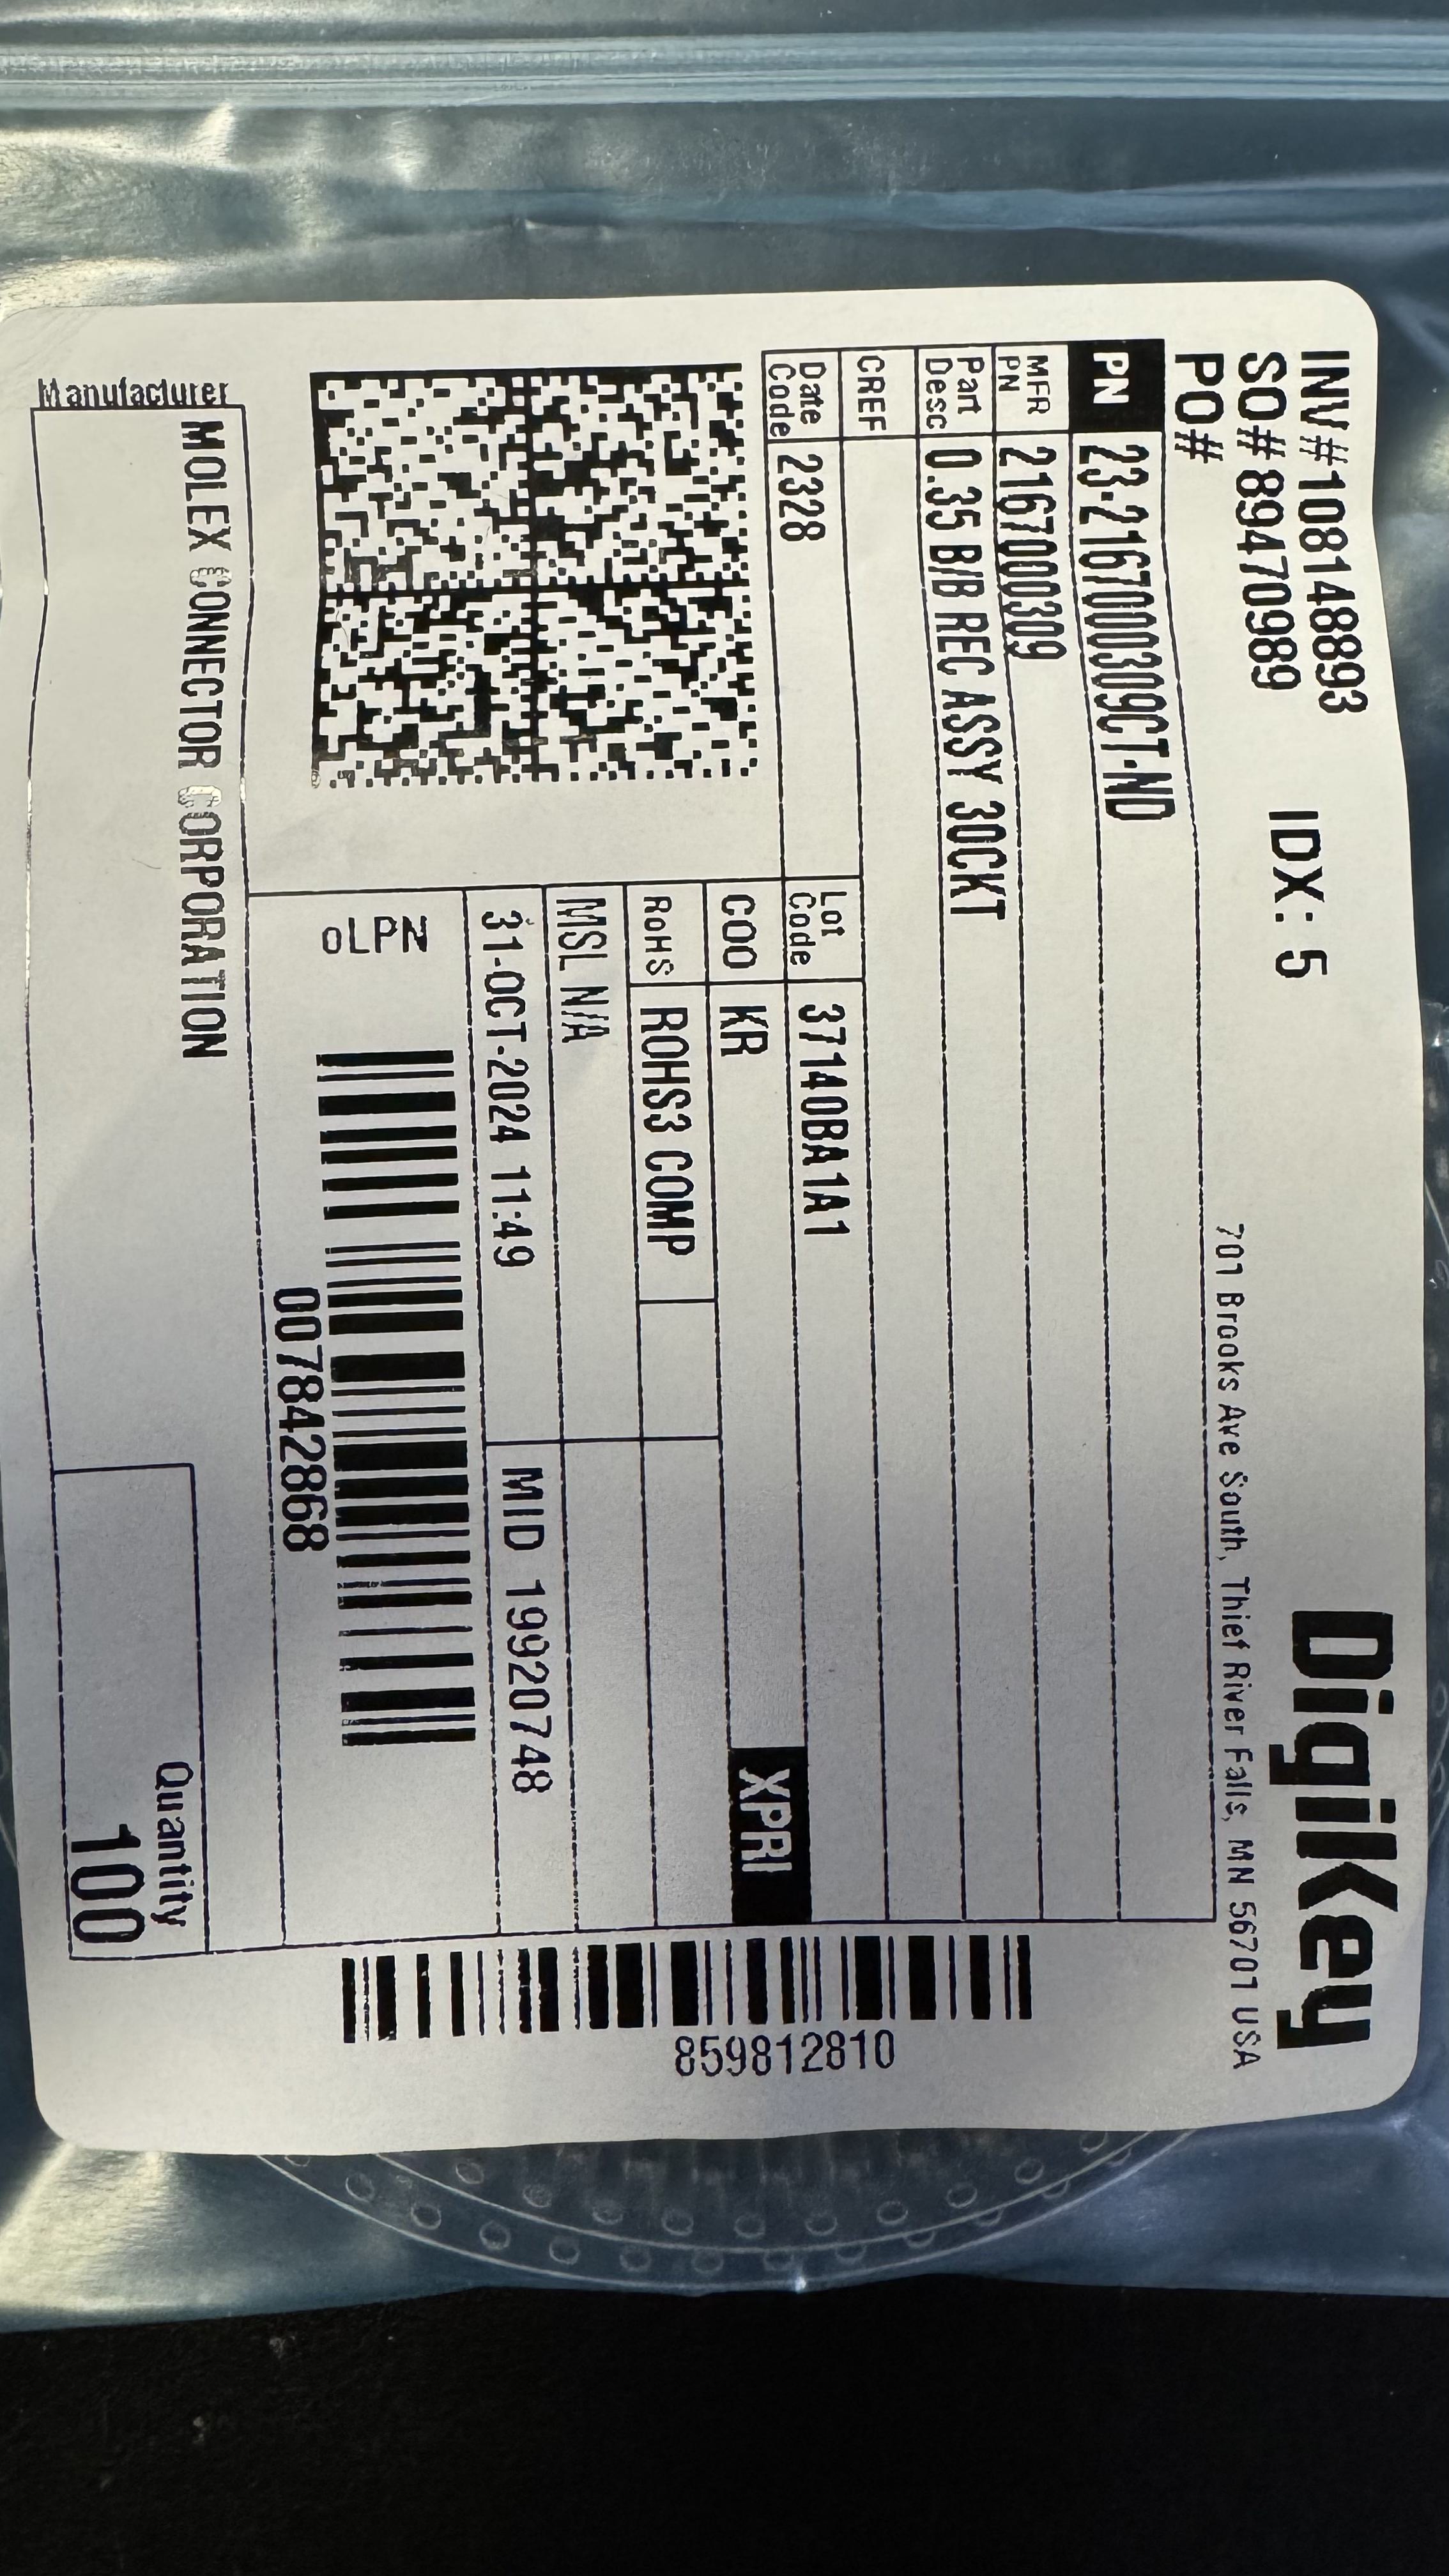 INV#108148893
SO# 89470989
PO#
IDX: 5
DigiKey
701 Brooks Ave South, Thief River Falls, MN 56701 USA
PN 23-2167000309CT-ND
MFR PN 2167000309
Part Desc 0.35 B/B REC ASSY 30CKT
CREF
Date Code 2328
Lot Code 37140BA1A1
COO KR
XPRI
RoHS ROHS3 COMP
MSL N/A
31-OCT-2024 11:49 MID 19920748
oLPN
007842868
859812810
Manufacturer
MOLEX CONNECTOR CORPORATION
Quantity
100